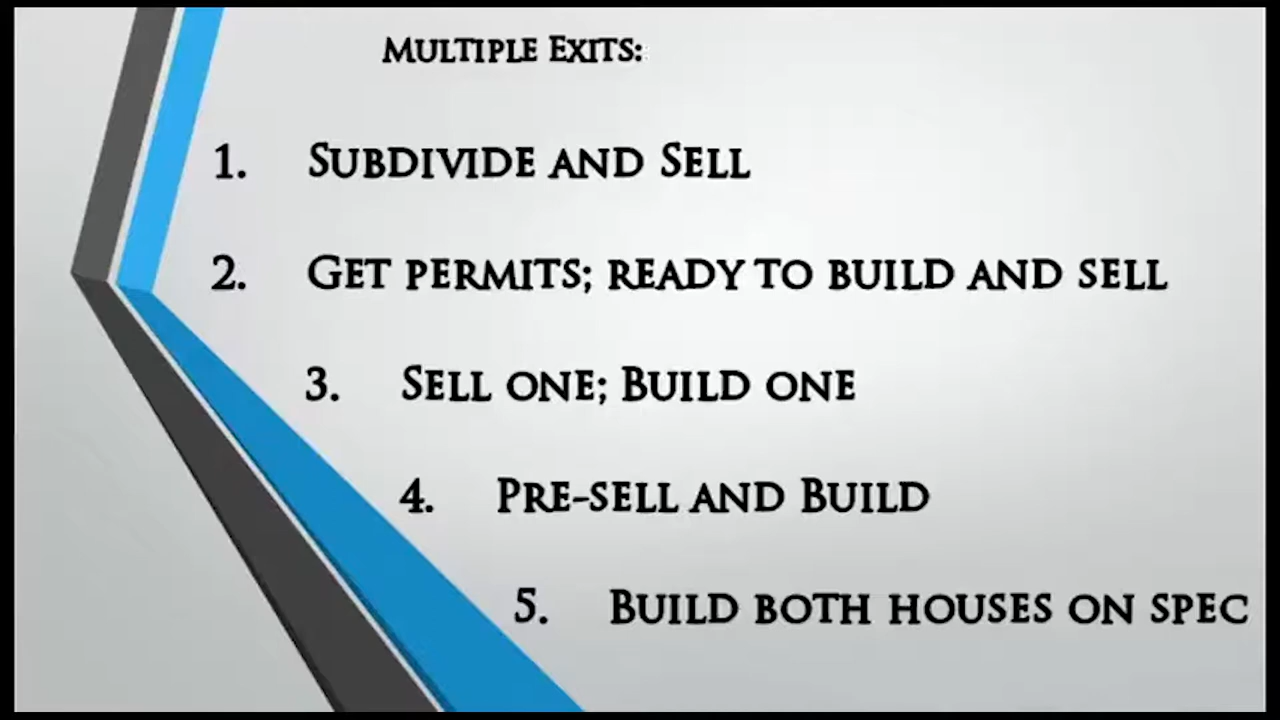 Multiple Exits:
1. Subdivide and Sell
2. Get permits; ready to build and sell
3. Sell one; Build one
4. Pre-sell and Build
5. Build both houses on spec